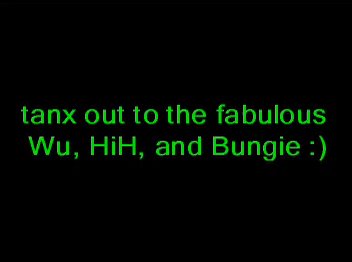 tanx out to the fabulous
Wu, HiH, and Bungie :)